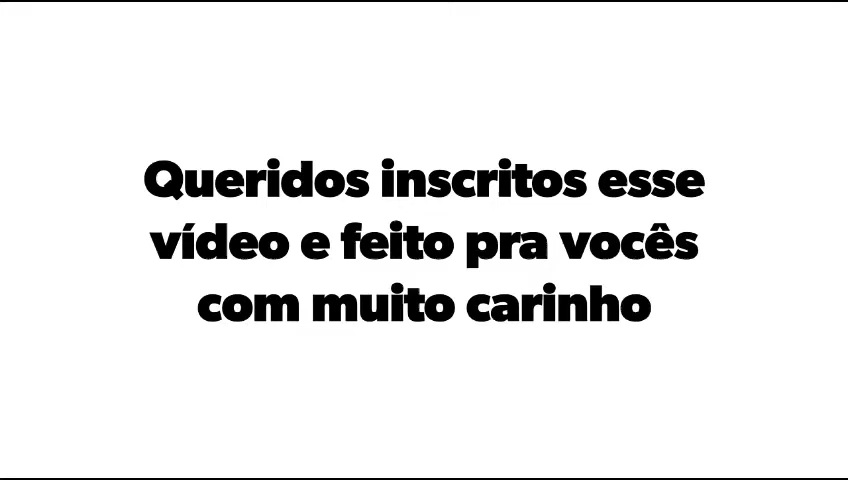 Queridos inscritos esse
vídeo e feito pra vocês
com muito carinho